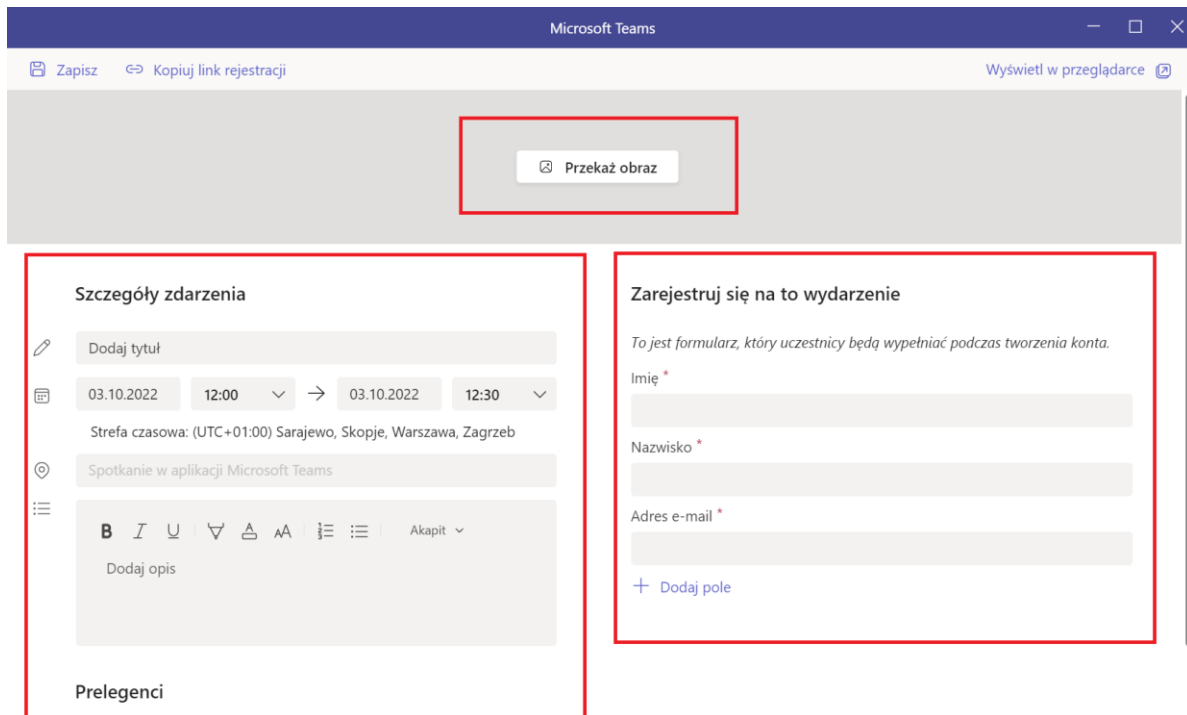 Microsoft Teams
Zapisz Kopiuj link rejestracji Wyświetl w przeglądarce
Przekaż obraz
Szczegóły zdarzenia
Dodaj tytuł
03.10.2022 12:00 → 03.10.2022 12:30
Strefa czasowa: (UTC+01:00) Sarajewo, Skopje, Warszawa, Zagrzeb
Spotkanie w aplikacji Microsoft Teams
B I U A AA Akapit
Dodaj opis
Prelegenci
Zarejestruj się na to wydarzenie
To jest formularz, który uczestnicy będą wypełniać podczas tworzenia konta.
Imię *
Nazwisko *
Adres e-mail *
+ Dodaj pole